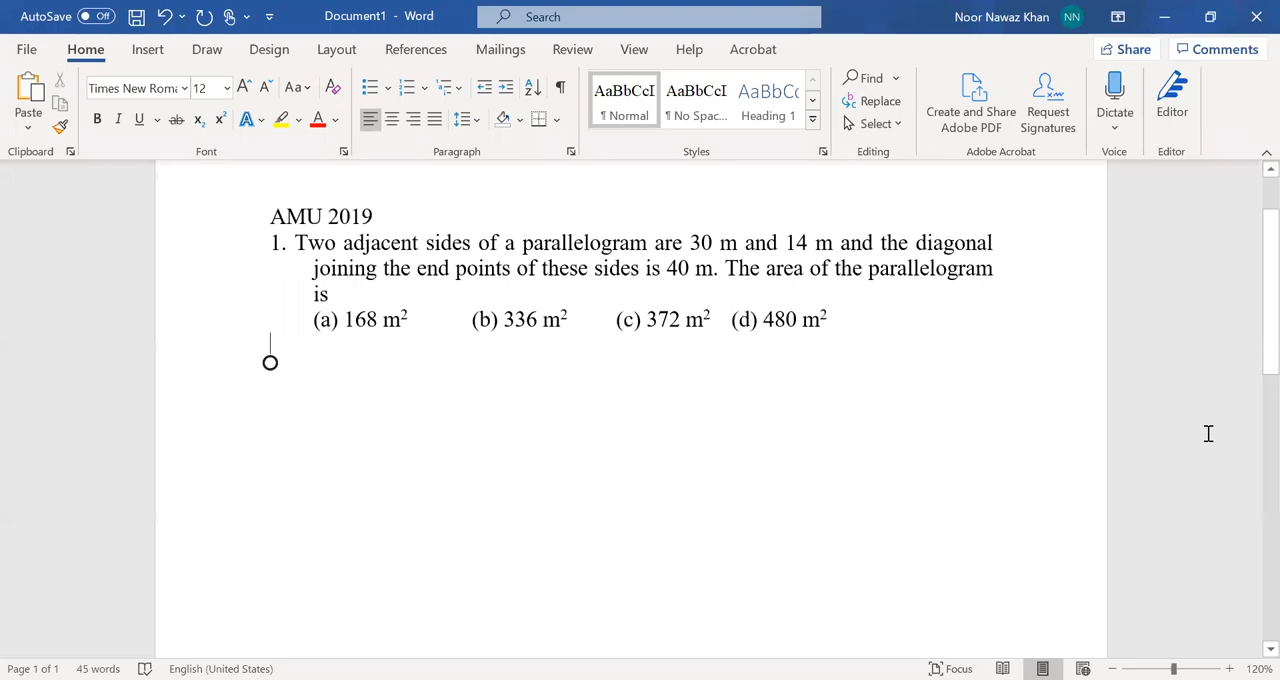 AutoSave Off Document1 - Word Search Noor Nawaz Khan NN
File Home Insert Draw Design Layout References Mailings Review View Help Acrobat Share Comments
Paste
Times New Roma 12 A A Aa A
B I U ab x₂ x² A A
AaBbCcI AaBbCcI AaBbCc
¶ Normal ¶ No Spac... Heading 1
Find
Replace
Select
Create and Share
Adobe PDF
Request
Signatures
Dictate
Editor
Clipboard Font Paragraph Styles Editing Adobe Acrobat Voice Editor
AMU 2019
1. Two adjacent sides of a parallelogram are 30 m and 14 m and the diagonal
joining the end points of these sides is 40 m. The area of the parallelogram
is
(a) 168 m² (b) 336 m² (c) 372 m² (d) 480 m²
Page 1 of 1 45 words English (United States) Focus 120%